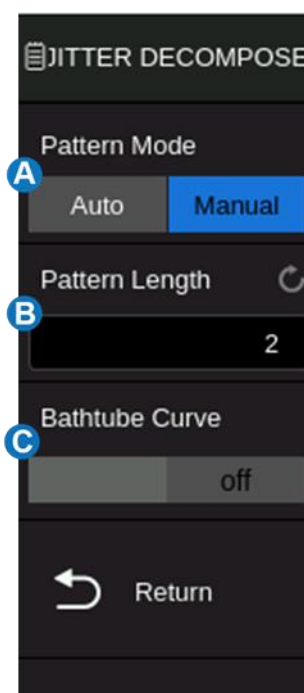 JITTER DECOMPOSE
Pattern Mode
A
Auto Manual
Pattern Length
B
2
Bathtube Curve
C
off
Return